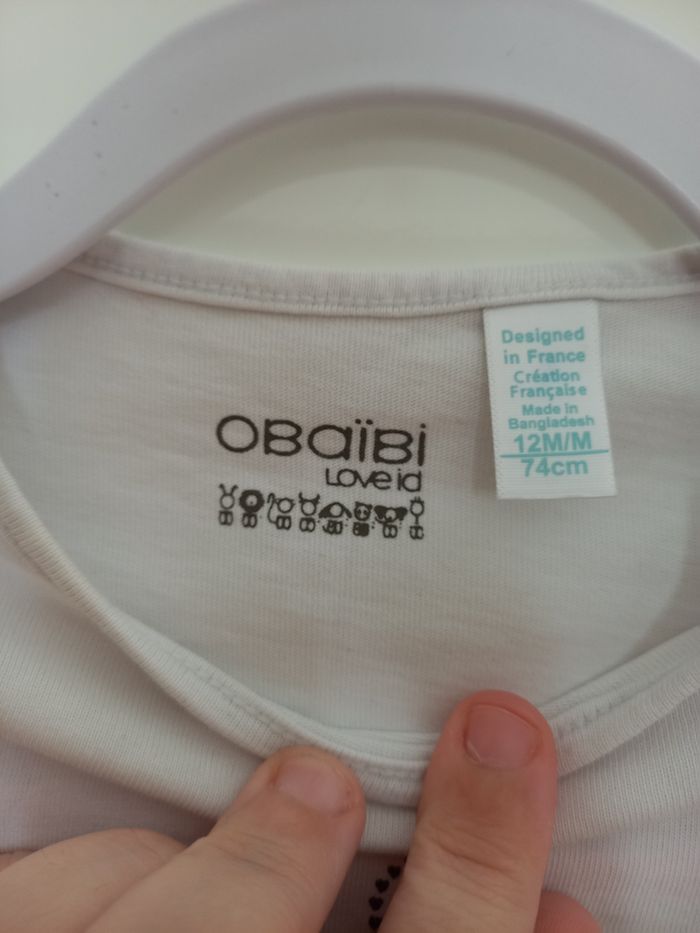 OBaïBi
Love id
Designed
in France
Création
Française
Made in
Bangladesh
12M/M
74cm